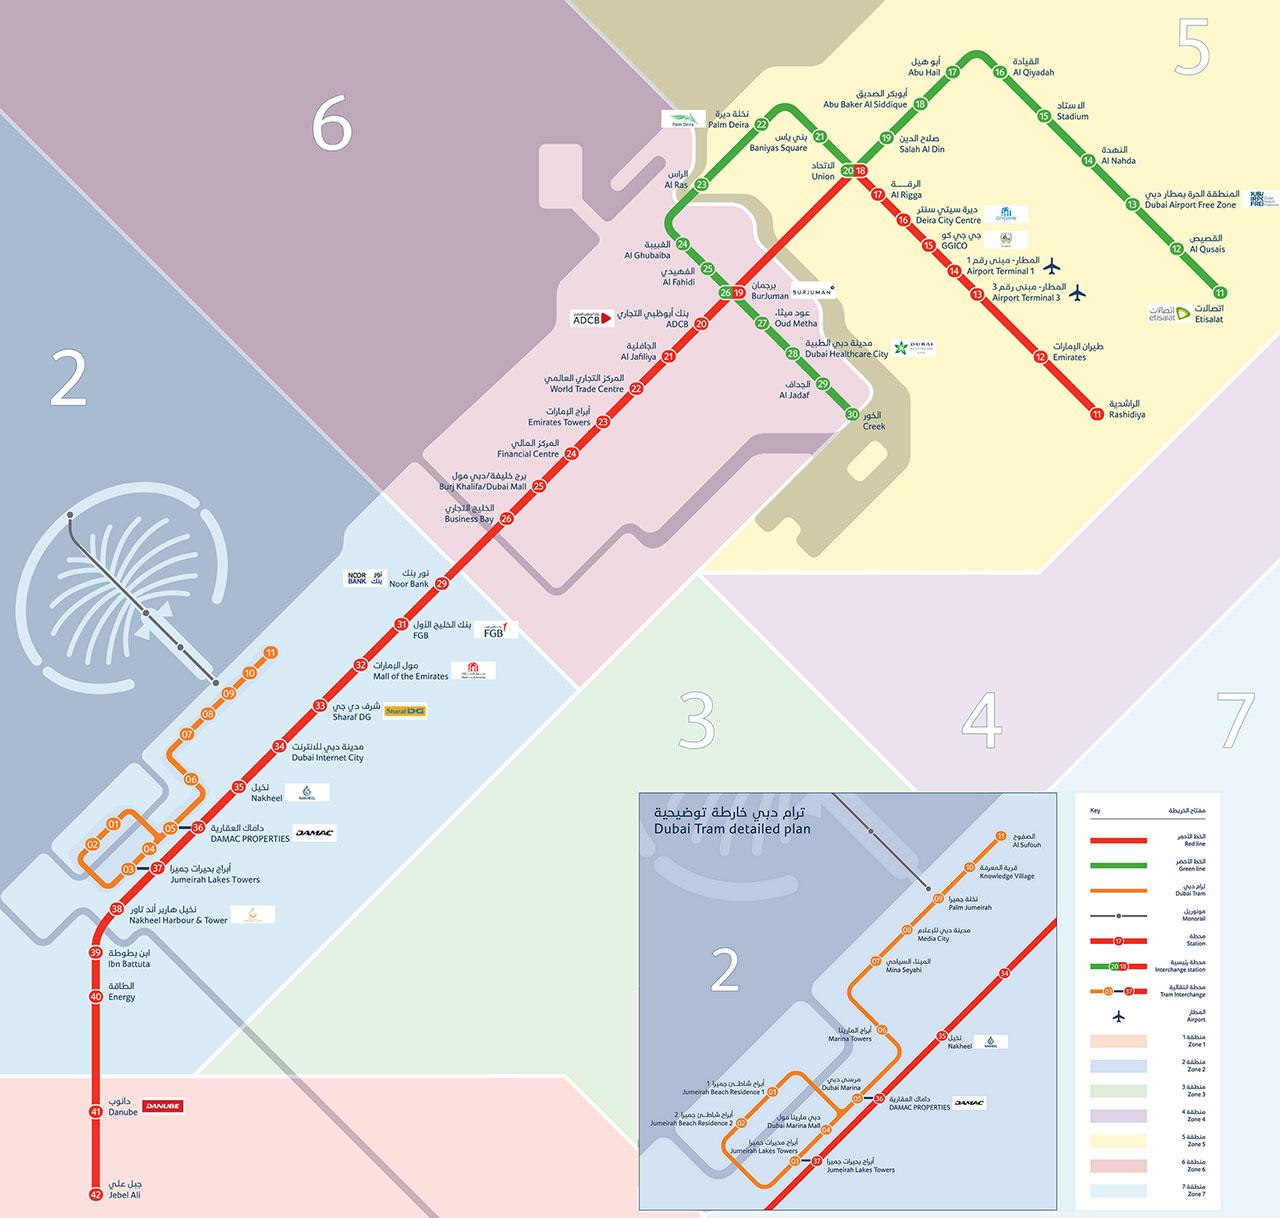 5
6
2
3
4
7
القيادة
Al Qiyadah
16
أبو هيل
Abu Hail
17
أبوبكر الصديق
Abu Baker Al Siddique
18
الاستاد
Stadium
15
نخلة ديرة
Palm Deira
22
Palm Deira
بني ياس
Baniyas Square
21
صلاح الدين
Salah Al Din
19
النهدة
Al Nahda
14
الاتحاد
Union
20 18
الراس
Al Ras
23
الرقــــة
Al Rigga
17
المنطقة الحرة بمطار دبي
Dubai Airport Free Zone
13
ديرة سيتي سنتر
Deira City Centre
16
جي جي كو
GGICO
15
القصيص
Al Qusais
12
الغبيبة
Al Ghubaiba
24
المطار- مبنى رقم 1
Airport Terminal 1
14
الفهيدي
Al Fahidi
25
المطار- مبنى رقم 3
Airport Terminal 3
13
11
اتصالات
Etisalat
اتصالات
etisalat
برجمان
BurJuman
26 19
BURJUMAN
بنك أبوظبي التجاري
ADCB
20
ADCB
عود ميثاء
Oud Metha
27
مدينة دبي الطبية
Dubai Healthcare City
28
DUBAI
طيران الإمارات
Emirates
12
الجافلية
Al Jafiliya
21
المركز التجاري العالمي
World Trade Centre
22
الجداف
Al Jadaf
29
الخور
Creek
30
الراشدية
Rashidiya
11
أبراج الإمارات
Emirates Towers
23
المركز المالي
Financial Centre
24
برج خليفة/دبي مول
Burj Khalifa/Dubai Mall
25
الخليج التجاري
Business Bay
26
نور بنك
Noor Bank
29
NOOR BANK
نور بنك
بنك الخليج الأول
FGB
31
FGB
مول الإمارات
Mall of the Emirates
32
شرف دي جي
Sharaf DG
33
Sharaf DG
مدينة دبي للانترنت
Dubai Internet City
34
نخيل
Nakheel
35
NAKHEEL
داماك العقارية
DAMAC PROPERTIES
36
DAMAC
أبراج بحيرات جميرا
Jumeirah Lakes Towers
37
نخيل هاربر أند تاور
Nakheel Harbour & Tower
38
ابن بطوطة
Ibn Battuta
39
الطاقة
Energy
40
دانوب
Danube
41
DANUBE
جبل علي
Jebel Ali
42
11
10
09
08
07
06
05
04
03
02
01
ترام دبي خارطة توضيحية
Dubai Tram detailed plan
2
الصفوح
Al Sufouh
11
قرية المعرفة
Knowledge Village
10
نخلة جميرا
Palm Jumeirah
09
مدينة دبي للإعلام
Media City
08
الميناء السياحي
Mina Seyahi
07
34
أبراج المارينا
Marina Towers
06
نخيل
Nakheel
35
مرسى دبي
Dubai Marina
05
أبراج شاطئ جميرا 1
Jumeirah Beach Residence 1
01
داماك العقارية
DAMAC PROPERTIES
36
DAMAC
أبراج شاطئ جميرا 2
Jumeirah Beach Residence 2
02
دبي مارينا مول
Dubai Marina Mall
04
Jumeirah Lakes Towers
03
أبراج بحيرات جميرا
Jumeirah Lakes Towers
37
Key
مفتاح الخريطة
الخط الأحمر
Red line
الخط الأخضر
Green line
ترام دبي
Dubai Tram
مونوريل
Monorail
محطة
Station
17
محطة رئيسية
Interchange station
20 18
محطة انتقالية
Tram Interchange
03 37
المطار
Airport
منطقة 1
Zone 1
منطقة 2
Zone 2
منطقة 3
Zone 3
منطقة 4
Zone 4
منطقة 5
Zone 5
منطقة 6
Zone 6
منطقة 7
Zone 7